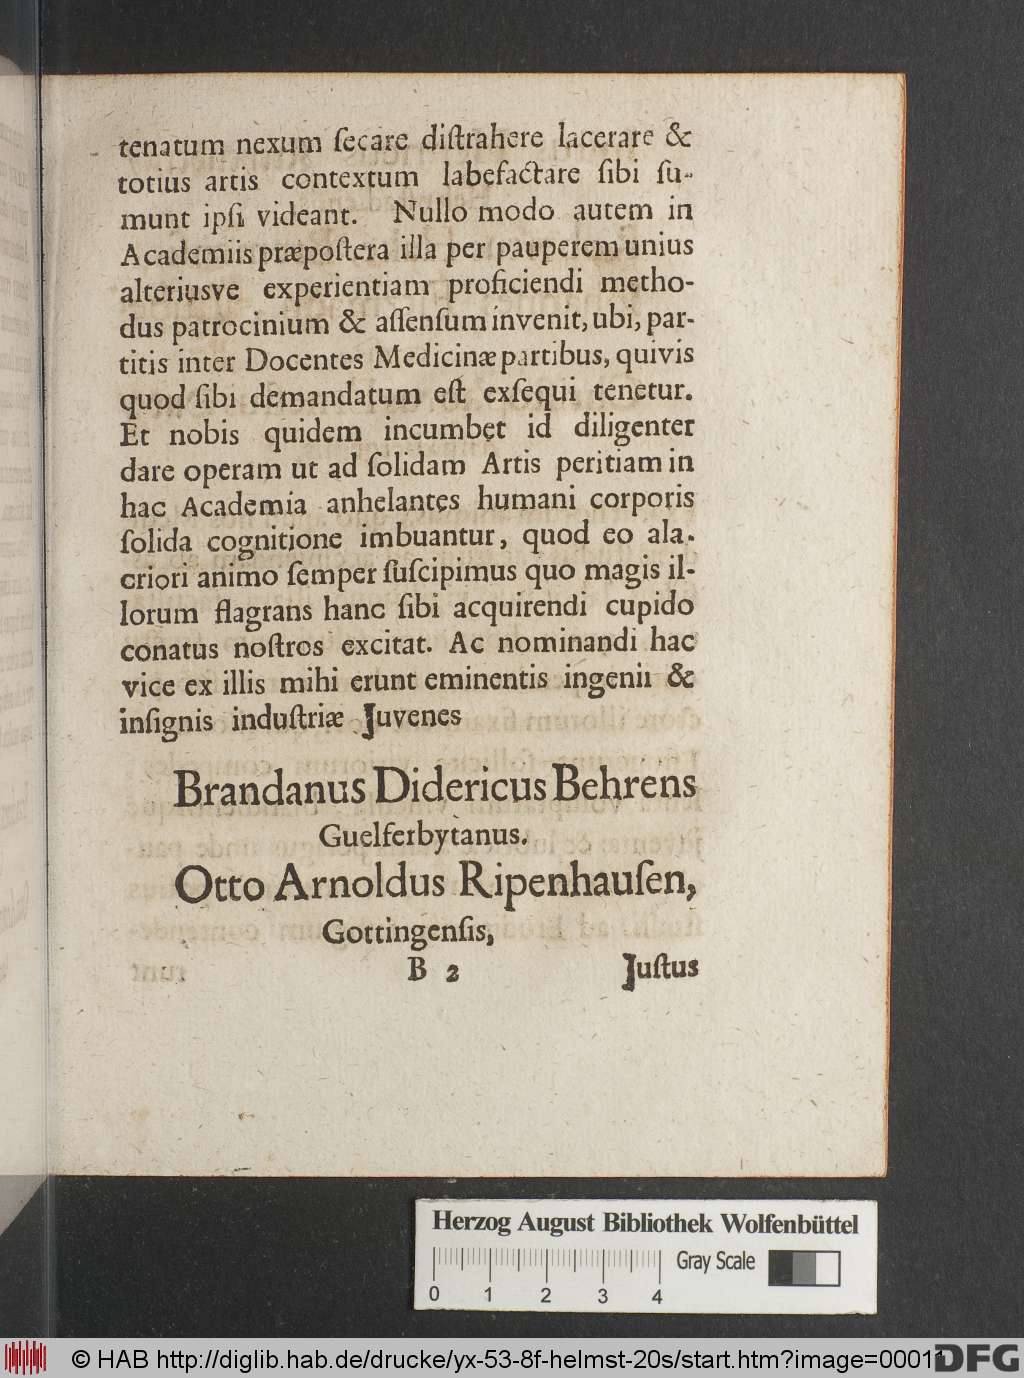 tenatum nexum ſecare diſtrahere lacerare &
totius artis contextum labefactare ſibi ſu-
munt ipſi videant. Nullo modo autem in
Academiis præpoſtera illa per pauperem unius
alteriusve experientiam proficiendi metho-
dus patrocinium & aſſenſum invenit, ubi, par-
titis inter Docentes Medicinæ partibus, quivis
quod ſibi demandatum eſt exſequi tenetur.
Et nobis quidem incumbet id diligenter
dare operam ut ad ſolidam Artis peritiam in
hac Academia anhelantes humani corporis
ſolida cognitione imbuantur, quod eo ala-
criori animo ſemper ſuſcipimus quo magis il-
lorum flagrans hanc ſibi acquirendi cupido
conatus noſtros excitat. Ac nominandi hac
vice ex illis mihi erunt eminentis ingenii &
inſignis induſtriæ Juvenes
Brandanus Didericus Behrens
Guelferbytanus.
Otto Arnoldus Ripenhauſen,
Gottingenſis,
B 2 Juſtus
Herzog August Bibliothek Wolfenbüttel
Gray Scale
0 1 2 3 4
© HAB http://diglib.hab.de/drucke/yx-53-8f-helmst-20s/start.htm?image=00011
DFG